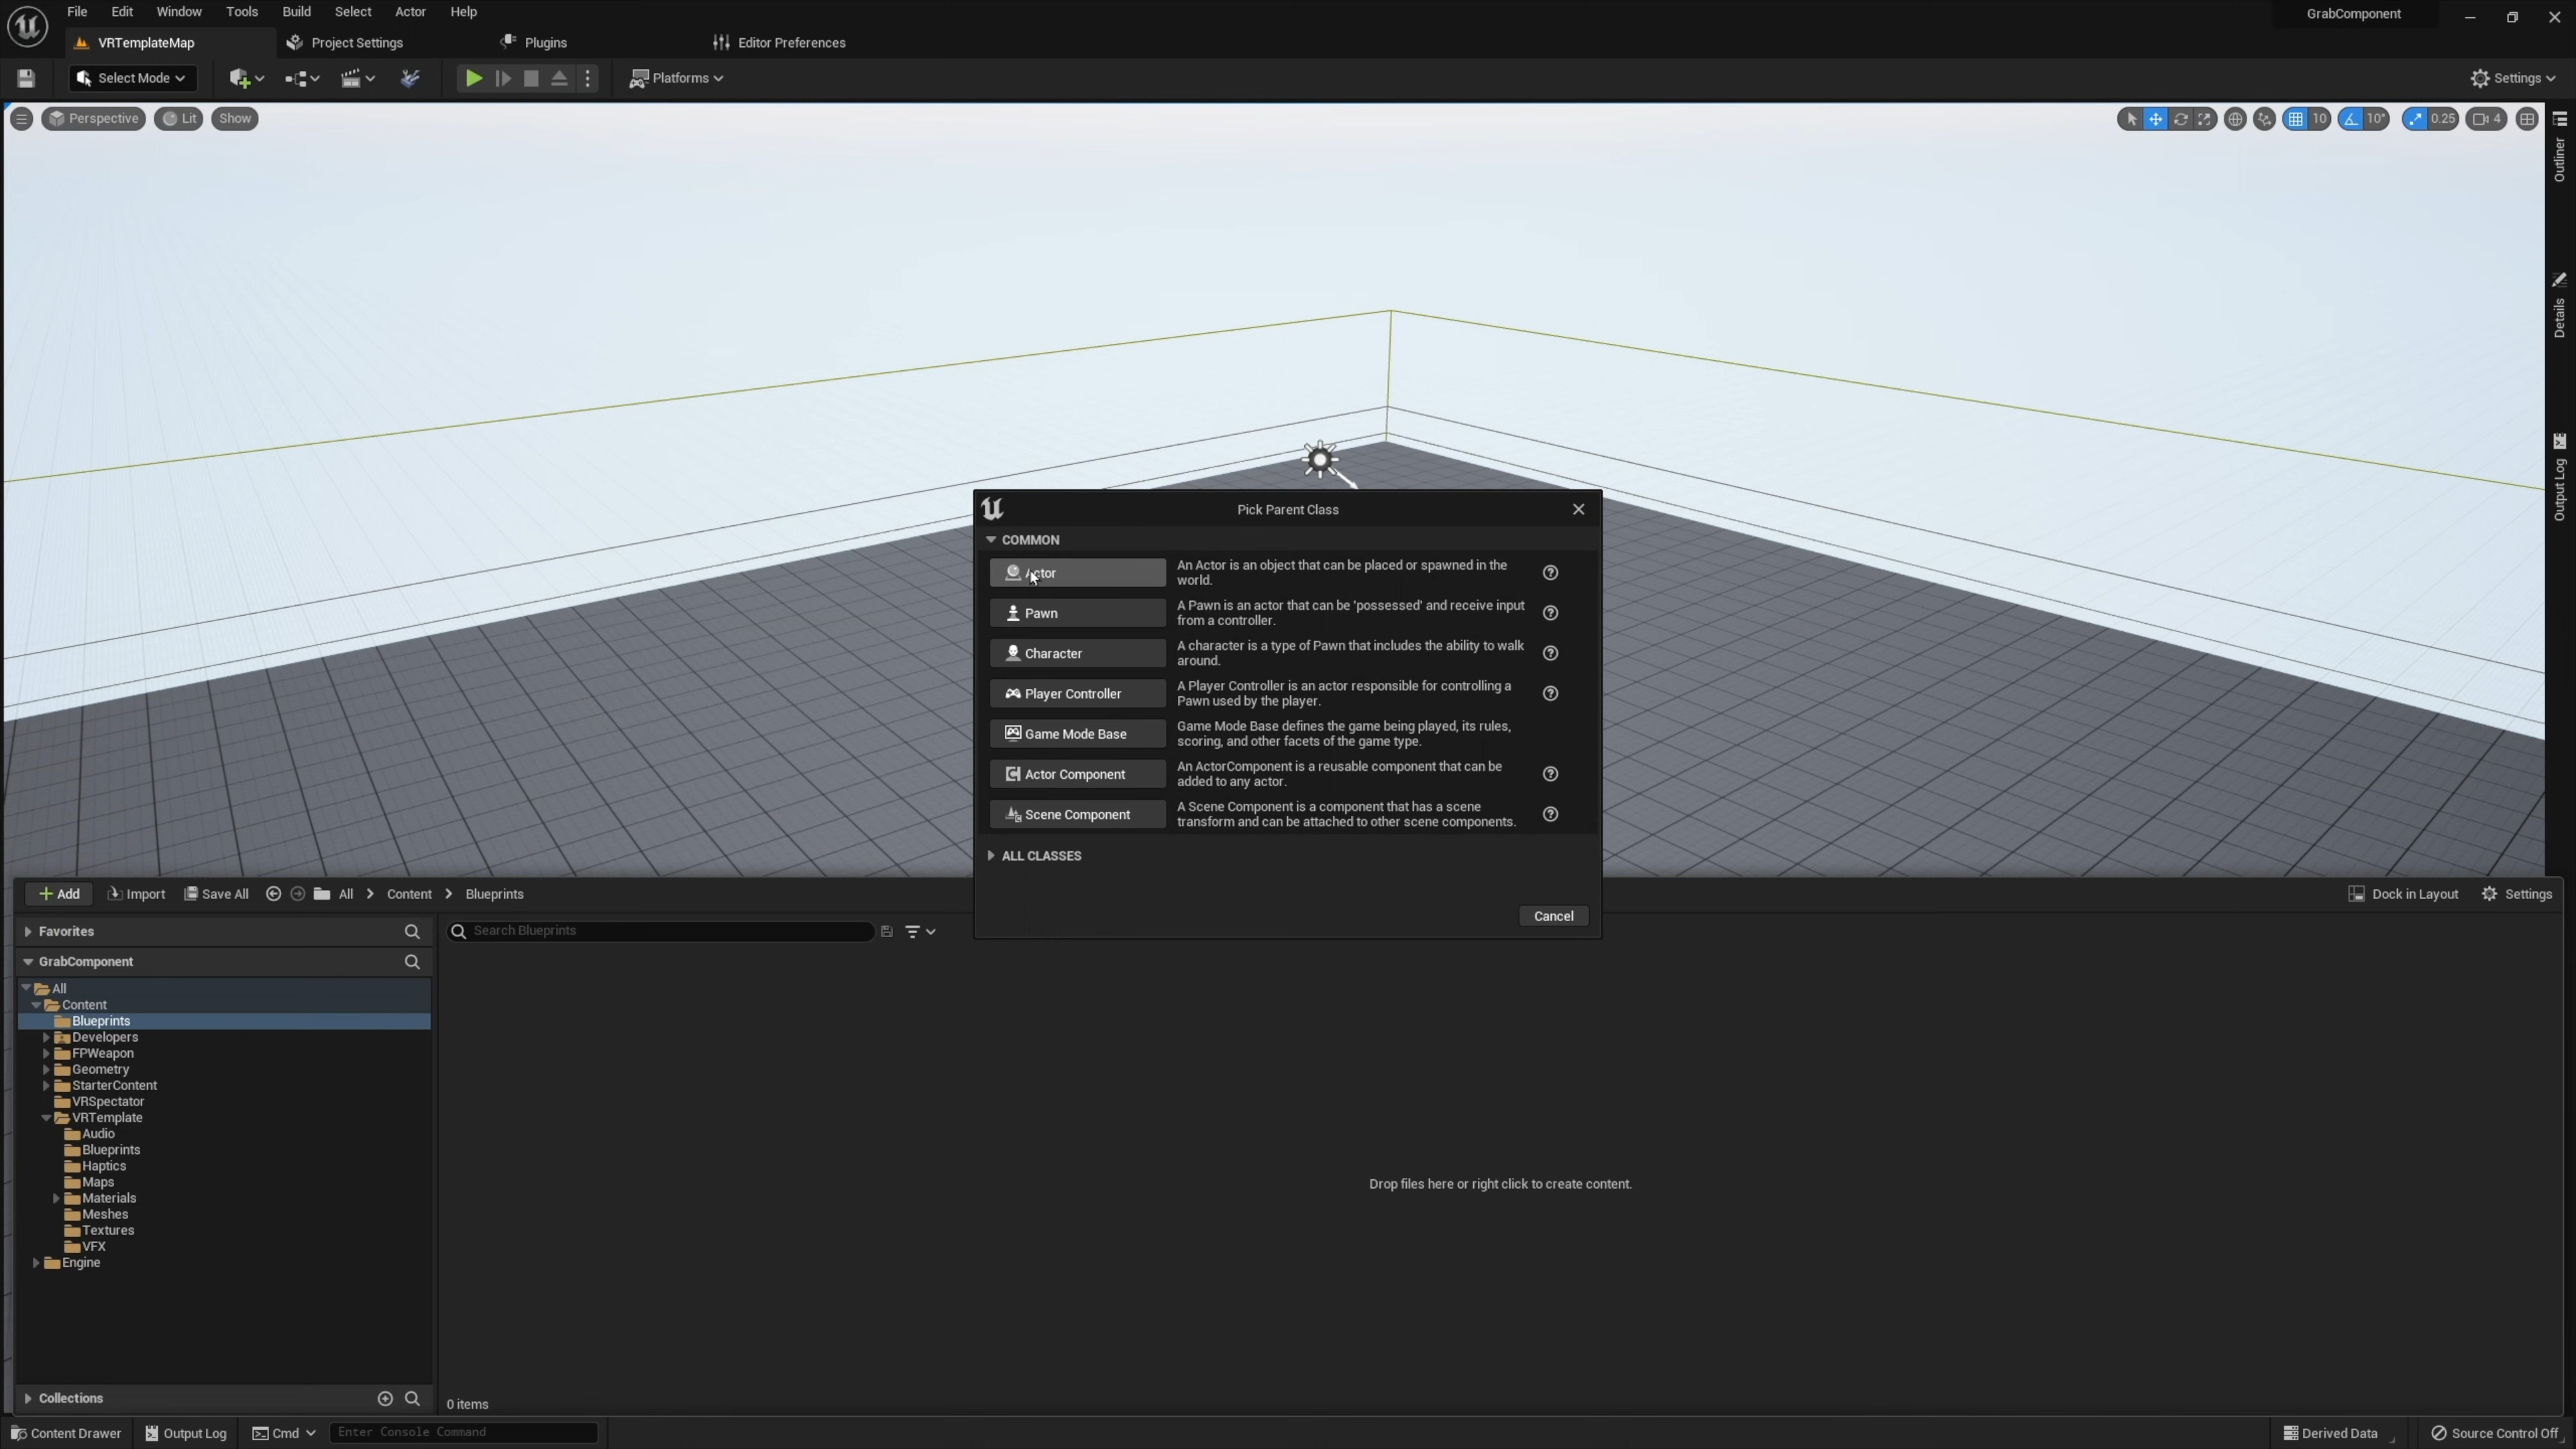 File Edit Window Tools Build Select Actor Help
GrabComponent
VRTemplateMap
Project Settings
Plugins
Editor Preferences
Select Mode
Platforms
Settings
Perspective
Lit
Show
10
10°
0.25
4
Outliner
Details
Output Log
Pick Parent Class
COMMON
Actor
An Actor is an object that can be placed or spawned in the
world.
Pawn
A Pawn is an actor that can be 'possessed' and receive input
from a controller.
Character
A character is a type of Pawn that includes the ability to walk
around.
Player Controller
A Player Controller is an actor responsible for controlling a
Pawn used by the player.
Game Mode Base
Game Mode Base defines the game being played, its rules,
scoring, and other facets of the game type.
Actor Component
An ActorComponent is a reusable component that can be
added to any actor.
Scene Component
A Scene Component is a component that has a scene
transform and can be attached to other scene components.
ALL CLASSES
Cancel
Add
Import
Save All
All
Content
Blueprints
Dock in Layout
Settings
Favorites
Search Blueprints
GrabComponent
All
Content
Blueprints
Developers
FPWeapon
Geometry
StarterContent
VRSpectator
VRTemplate
Audio
Blueprints
Haptics
Maps
Materials
Meshes
Textures
VFX
Engine
Drop files here or right click to create content.
Collections
0 items
Content Drawer
Output Log
Cmd
Enter Console Command
Derived Data
Source Control Off